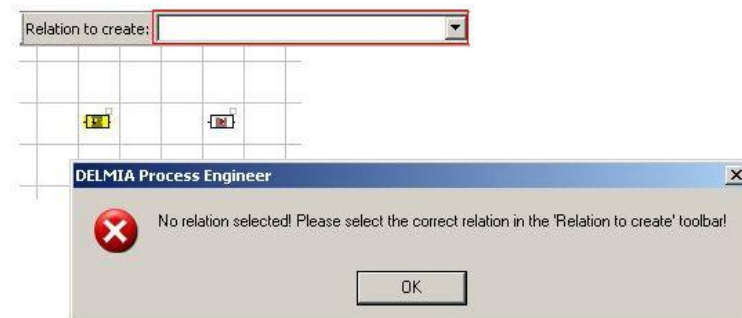 Relation to create:
DELMIA Process Engineer
No relation selected! Please select the correct relation in the 'Relation to create' toolbar!
OK